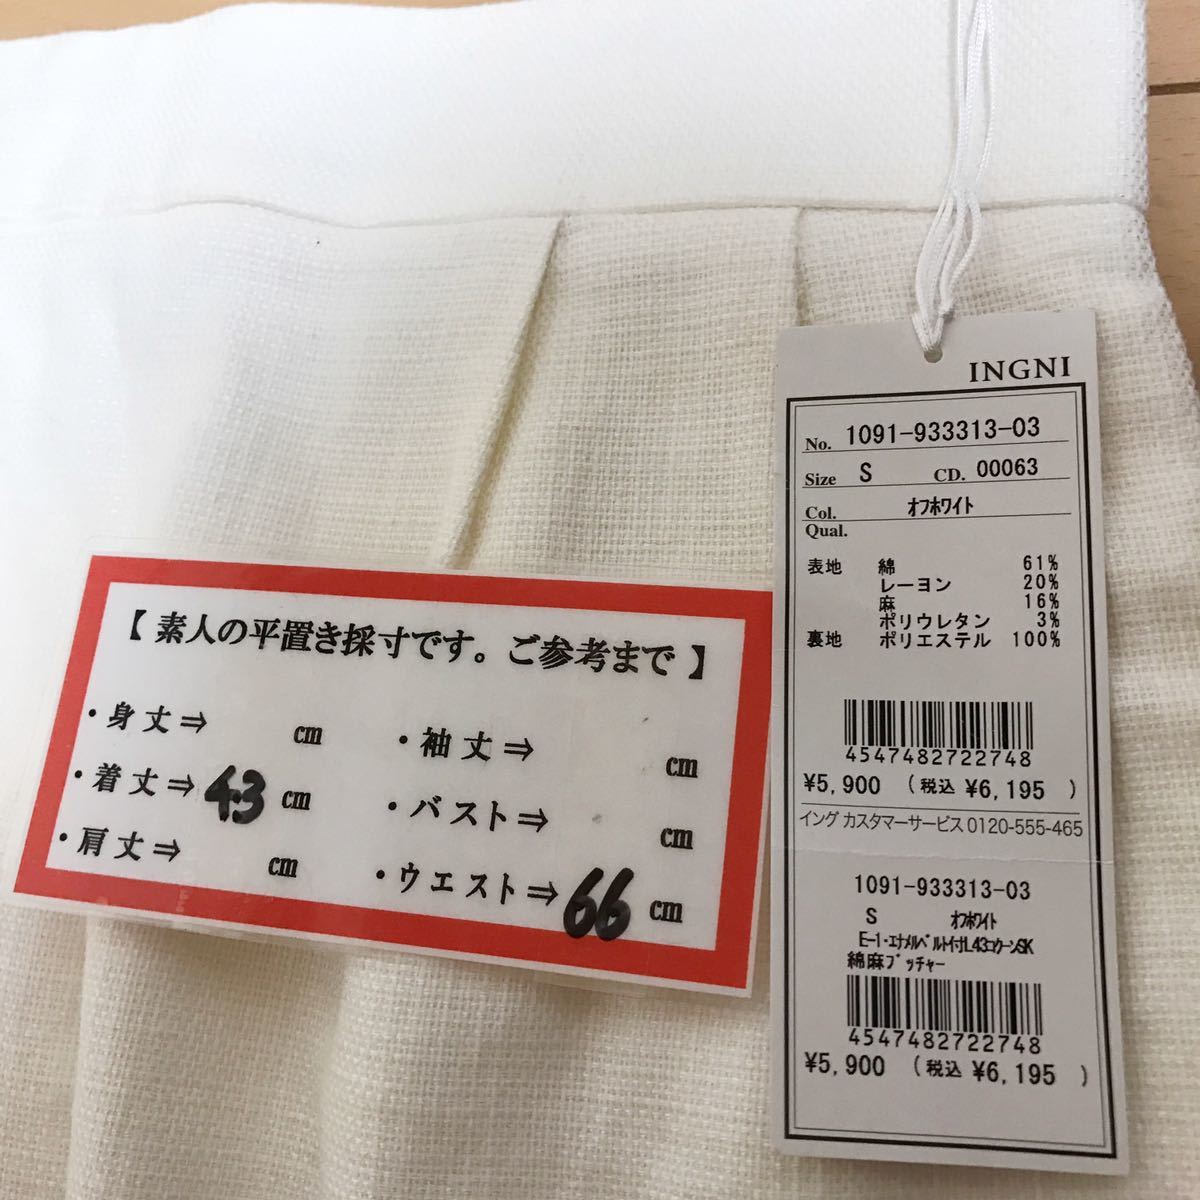 【 素人の平置き採寸です。ご参考まで 】
・身丈⇒ cm
・着丈⇒43 cm
・肩丈⇒ cm
・袖丈⇒ cm
・バスト⇒ cm
・ウエスト⇒66 cm
INGNI
No. 1091-933313-03
Size S CD. 00063
Col. オフホワイト
Qual.
表地 綿 61%
レーヨン 20%
麻 16%
ポリウレタン 3%
裏地 ポリエステル 100%
4547482722748
¥5,900 (税込 ¥6,195 )
イング カスタマーサービス 0120-555-465
1091-933313-03
S オフホワイト
E-1・エナメルベルト付L43コクーンSK
綿麻ブッチャー
4547482722748
¥5,900 (税込 ¥6,195 )